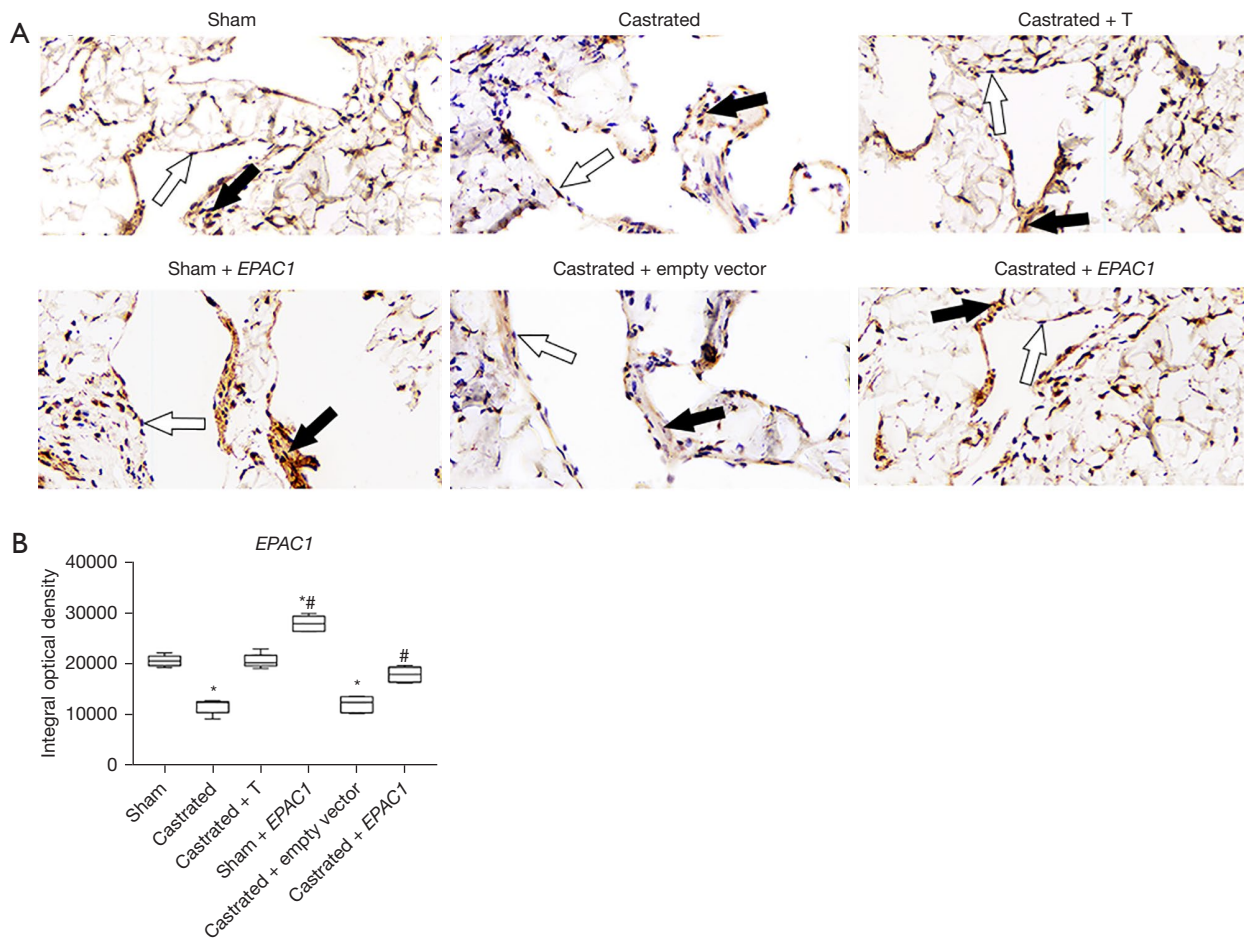 A
Sham
Castrated
Castrated + T
Sham + EPAC1
Castrated + empty vector
Castrated + EPAC1
B
EPAC1
Integral optical density
40000
30000
20000
10000
0
*
*#
*
#
Sham
Castrated
Castrated + T
Sham + EPAC1
Castrated + empty vector
Castrated + EPAC1